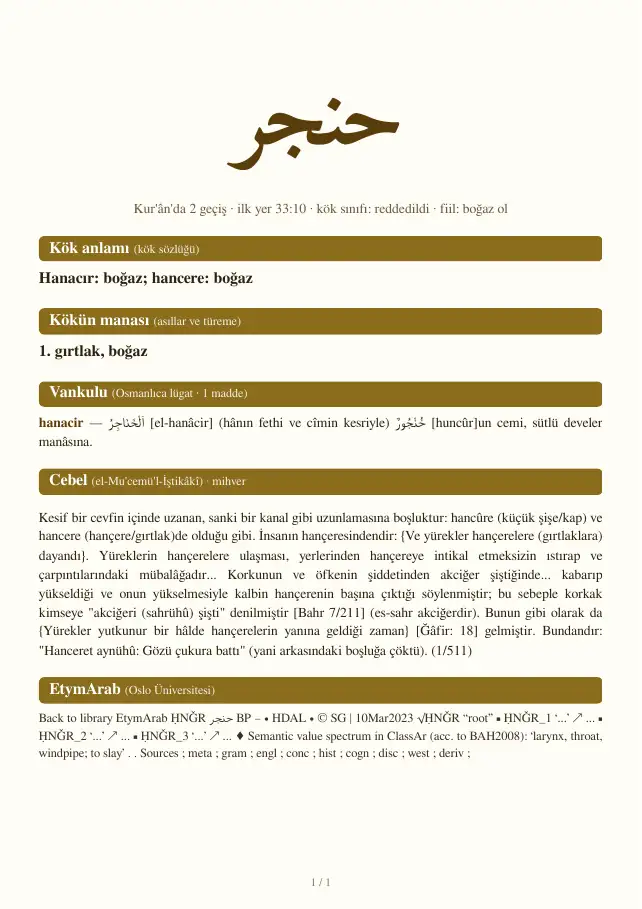 حنجر
Kur'ân'da 2 geçiş · ilk yer 33:10 · kök sınıfı: reddedildi · fiil: boğaz ol
Kök anlamı (kök sözlüğü)
Hanacır: boğaz; hancere: boğaz
Kökün manası (asıllar ve türeme)
1. gırtlak, boğaz
Vankulu (Osmanlıca lügat · 1 madde)
hanacir — اَلْحَنَاجِرُ [el-hanâcir] (hânın fethi ve cîmin kesriyle) حُنْجُورٌ [huncûr]un cemi, sütlü develer
manâsına.
Cebel (el-Mu'cemü'l-İştikâkî) · mihver
Kesif bir cevfin içinde uzanan, sanki bir kanal gibi uzunlamasına boşluktur: hancûre (küçük şişe/kap) ve
hancere (hançere/gırtlak)de olduğu gibi. İnsanın hançeresindendir: {Ve yürekler hançerelere (gırtlaklara)
dayandı}. Yüreklerin hançerelere ulaşması, yerlerinden hançereye intikal etmeksizin ıstırap ve
çarpıntılarındaki mübalâğadır... Korkunun ve öfkenin şiddetinden akciğer şiştiğinde... kabarıp
yükseldiği ve onun yükselmesiyle kalbin hançerenin başına çıktığı söylenmiştir; bu sebeple korkak
kimseye "akciğeri (sahrühû) şişti" denilmiştir [Bahr 7/211] (es-sahr akciğerdir). Bunun gibi olarak da
{Yürekler yutkunur bir hâlde hançerelerin yanına geldiği zaman} [Ğâfir: 18] gelmiştir. Bundandır:
"Hanceret aynühû: Gözü çukura battı" (yani arkasındaki boşluğa çöktü). (1/511)
EtymArab (Oslo Üniversitesi)
Back to library EtymArab ḤNǦR حنجر BP – • HDAL • © SG | 10Mar2023 √ḤNǦR “root” ▪ ḤNǦR_1 ‘...’ ↗ ... ▪
ḤNǦR_2 ‘...’ ↗ ... ▪ ḤNǦR_3 ‘...’ ↗ ... ♦ Semantic value spectrum in ClassAr (acc. to BAH2008): ‘larynx, throat,
windpipe; to slay’ . . Sources ; meta ; gram ; engl ; conc ; hist ; cogn ; disc ; west ; deriv ;
1 / 1